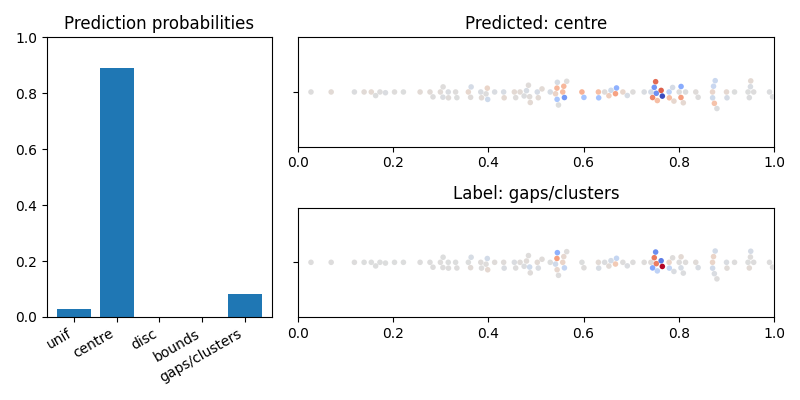 Prediction probabilities
1.0
0.8
0.6
0.4
0.2
0.0
unif
centre
disc
bounds
gaps/clusters
Predicted: centre
0.0 0.2 0.4 0.6 0.8 1.0
Label: gaps/clusters
0.0 0.2 0.4 0.6 0.8 1.0